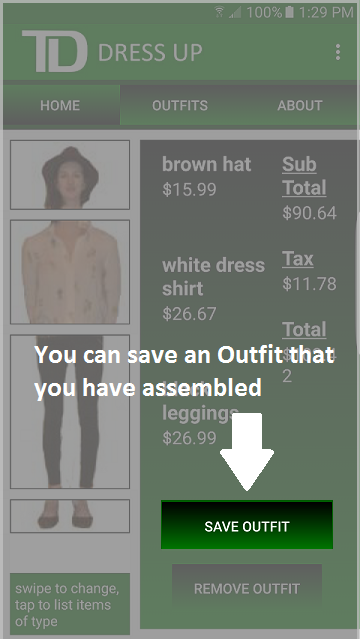 100% 1:29 PM
TD DRESS UP
HOME OUTFITS ABOUT
brown hat
$15.99
Sub
Total
$90.64
white dress
shirt
$26.67
Tax
$11.78
Total
2
You can save an Outfit that
you have assembled
leggings
$26.99
SAVE OUTFIT
REMOVE OUTFIT
swipe to change,
tap to list items
of type